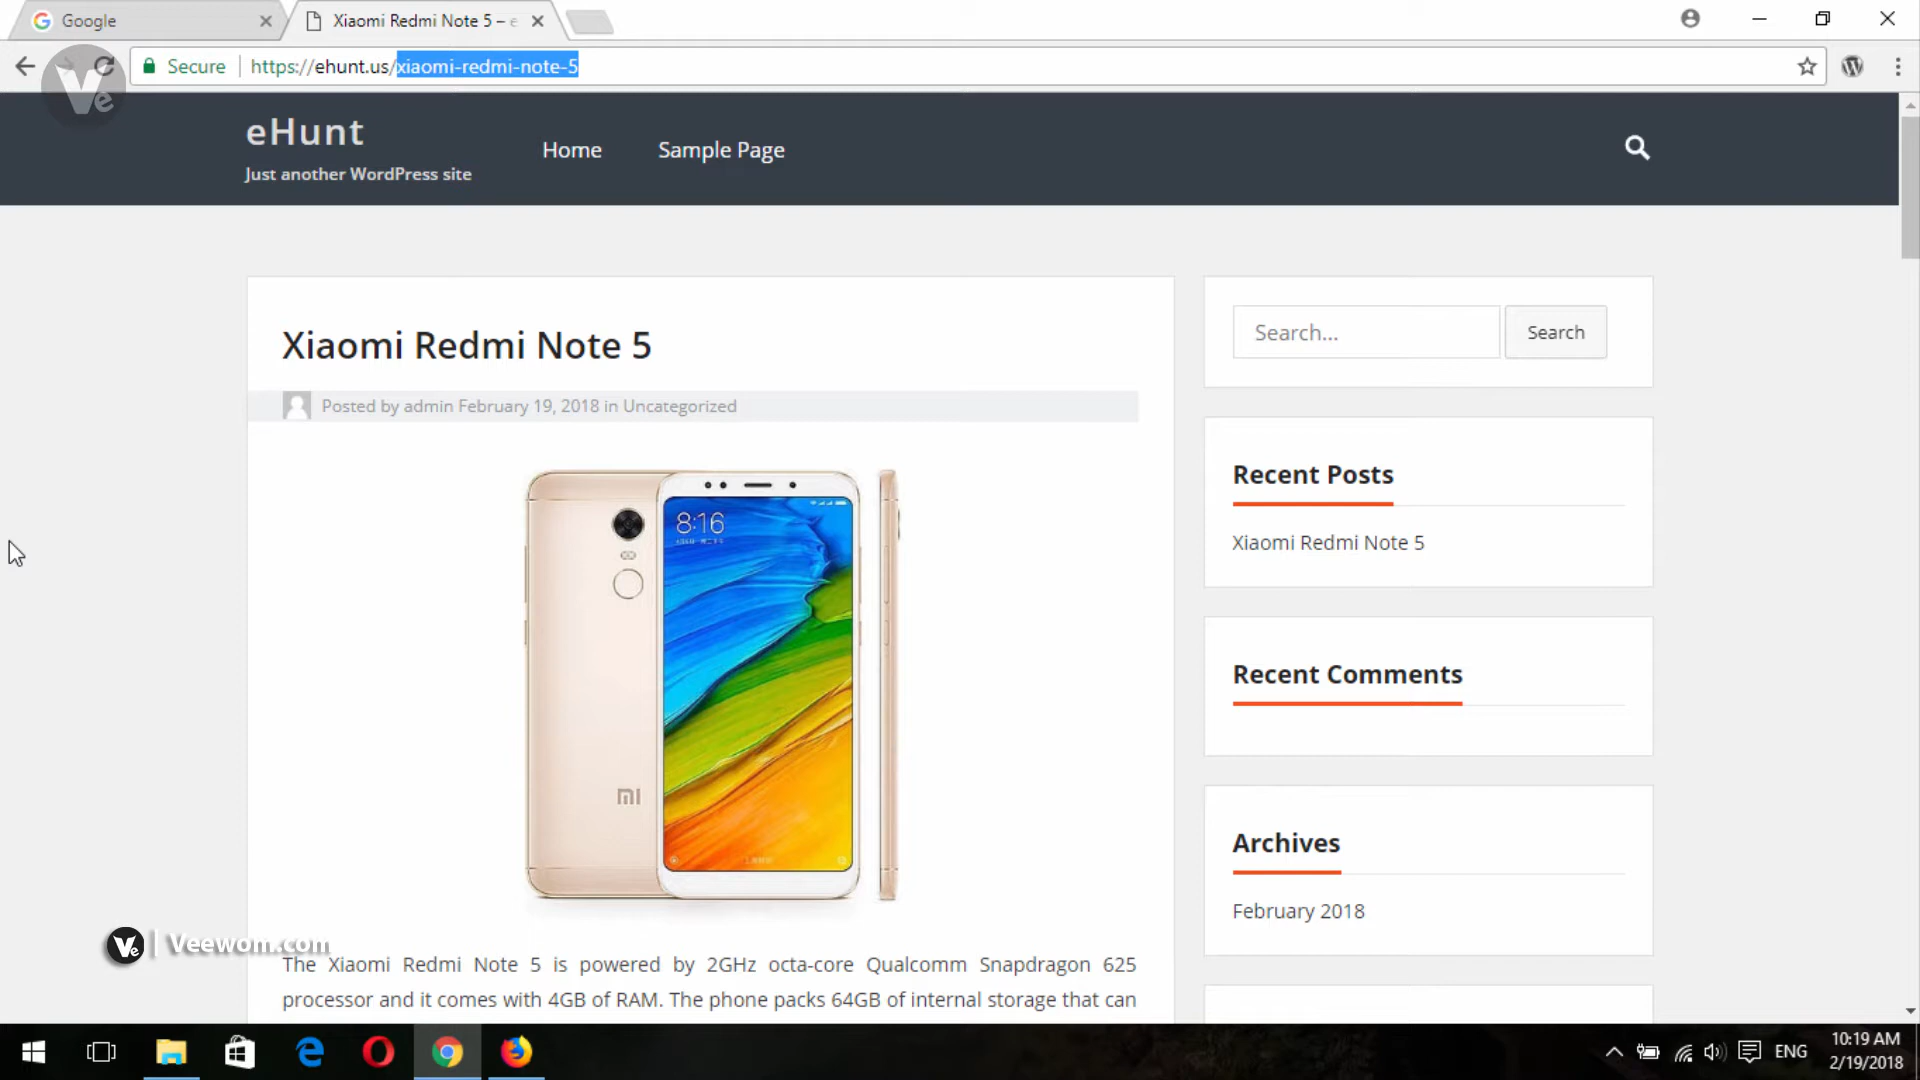 Google
Xiaomi Redmi Note 5 – e
Secure
https://ehunt.us/xiaomi-redmi-note-5
Ve
eHunt
Just another WordPress site
Home
Sample Page
Xiaomi Redmi Note 5
Posted by admin February 19, 2018 in Uncategorized
8:16
MI
The Xiaomi Redmi Note 5 is powered by 2GHz octa-core Qualcomm Snapdragon 625
processor and it comes with 4GB of RAM. The phone packs 64GB of internal storage that can
Search...
Search
Recent Posts
Xiaomi Redmi Note 5
Recent Comments
Archives
February 2018
Ve | Veewom.com
ENG
10:19 AM
2/19/2018